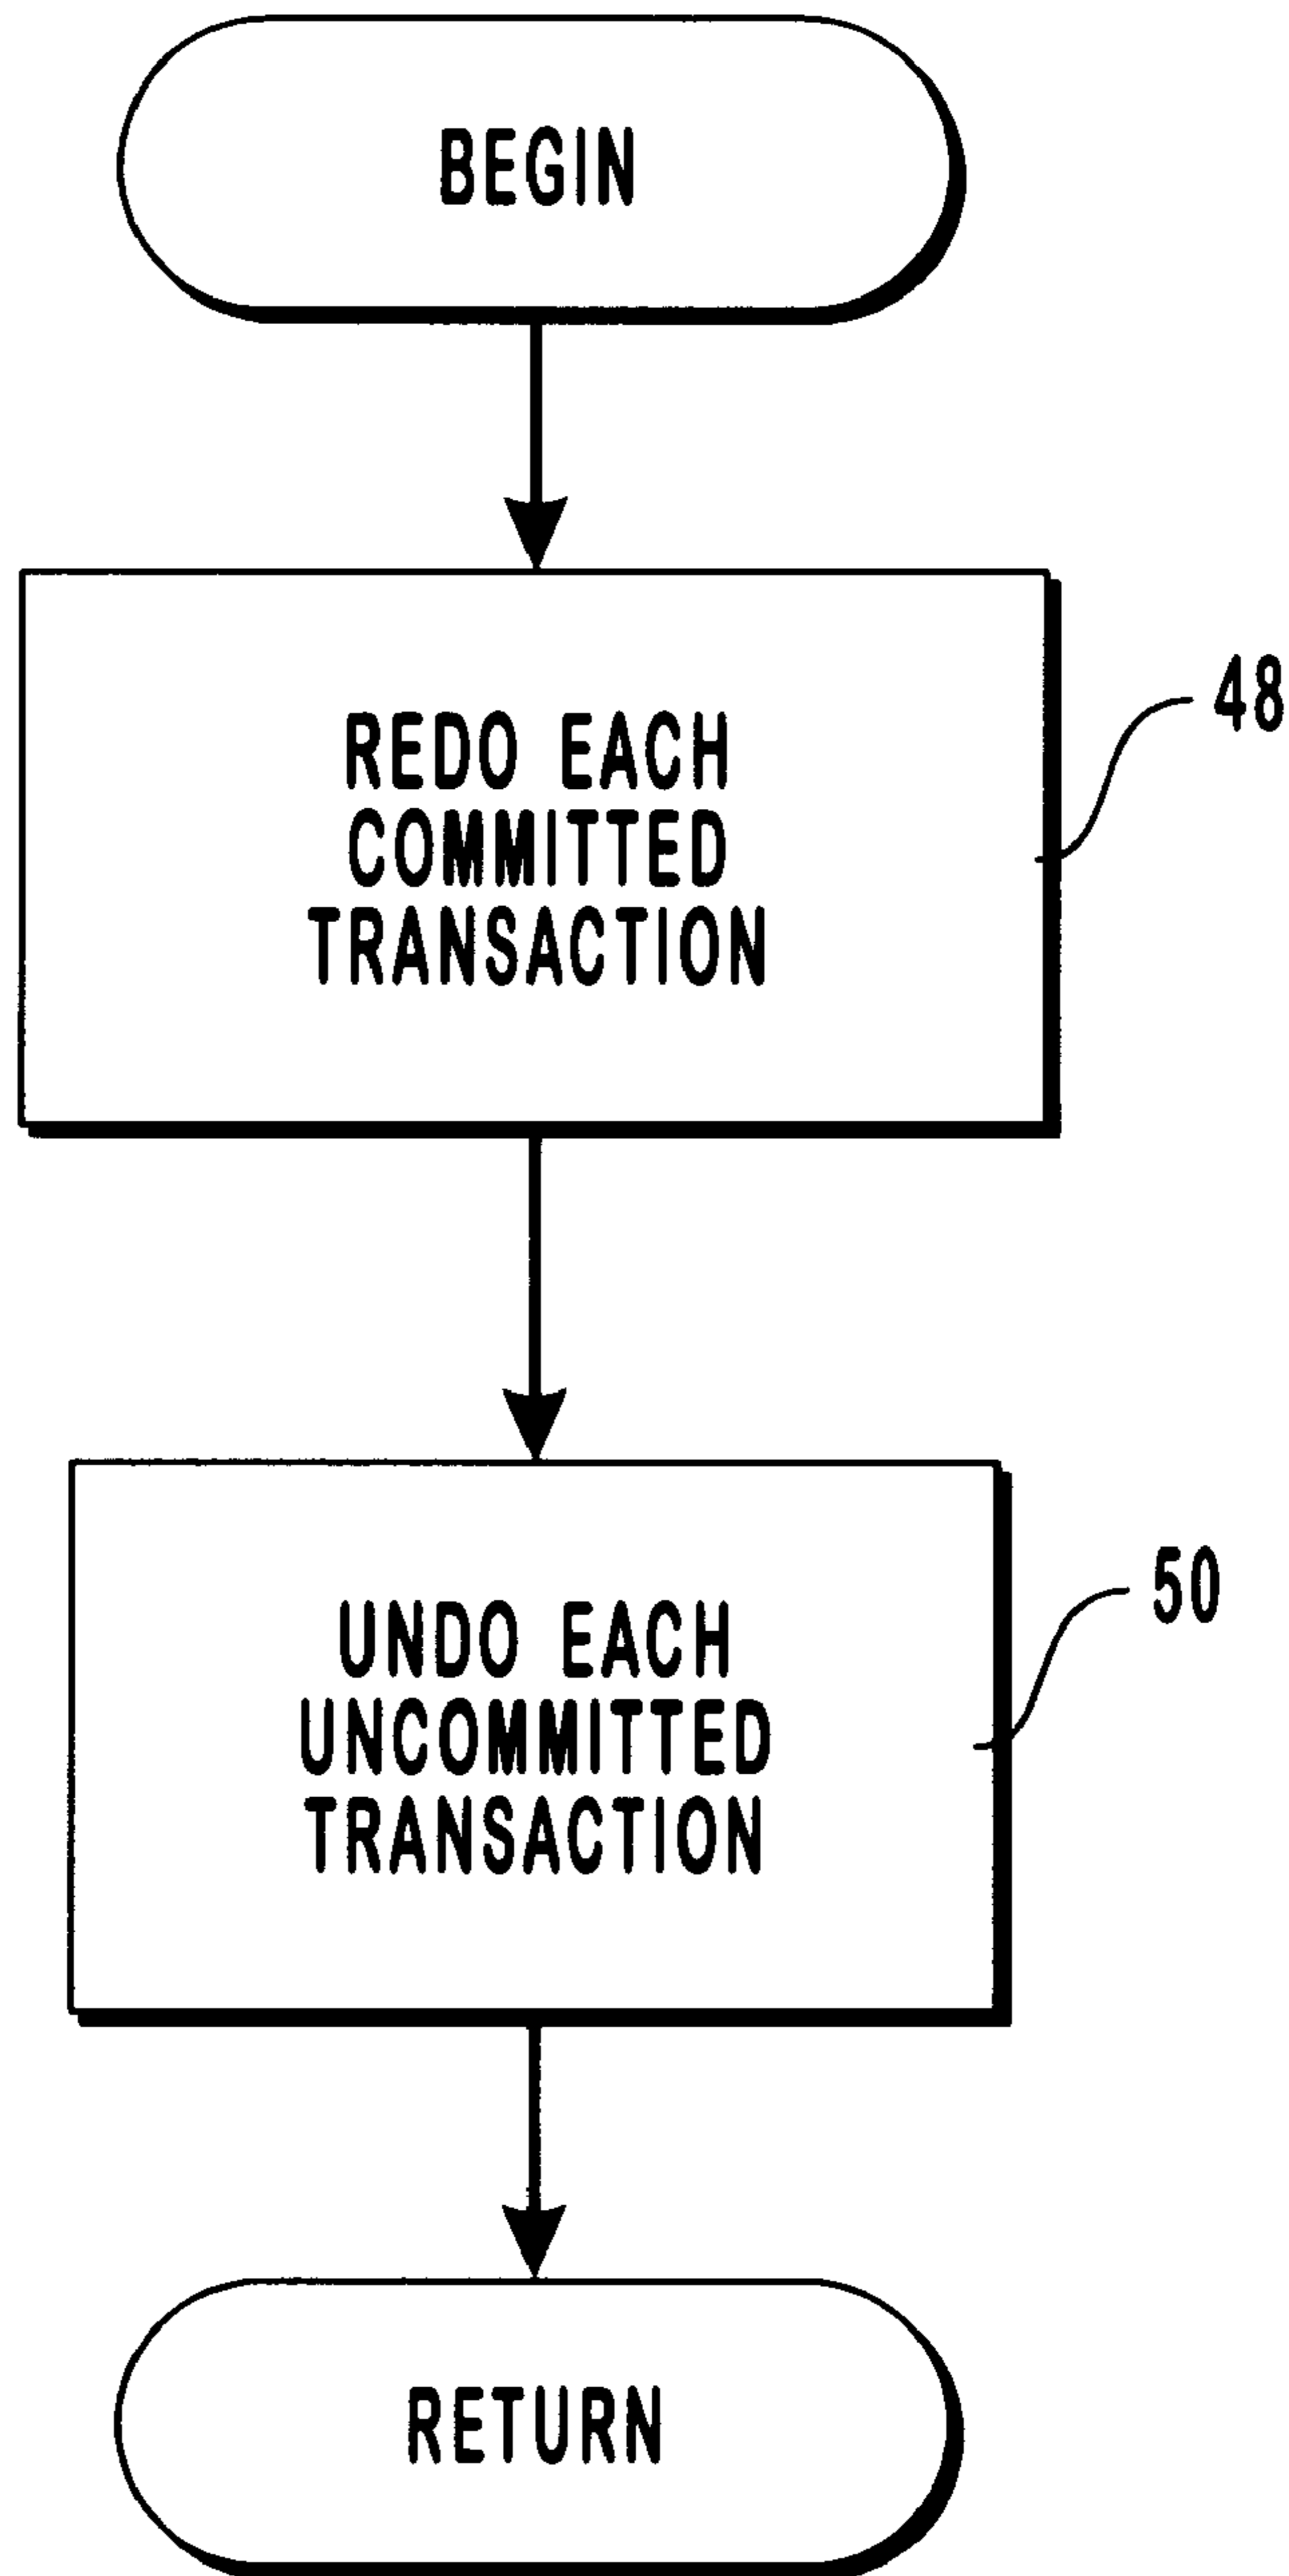 BEGIN
REDO EACH
COMMITTED
TRANSACTION
48
UNDO EACH
UNCOMMITTED
TRANSACTION
50
RETURN